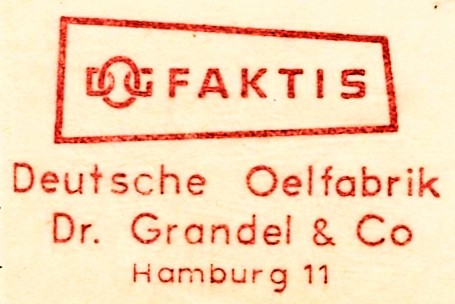 DOG FAKTIS
Deutsche Oelfabrik
Dr. Grandel & Co
Hamburg 11